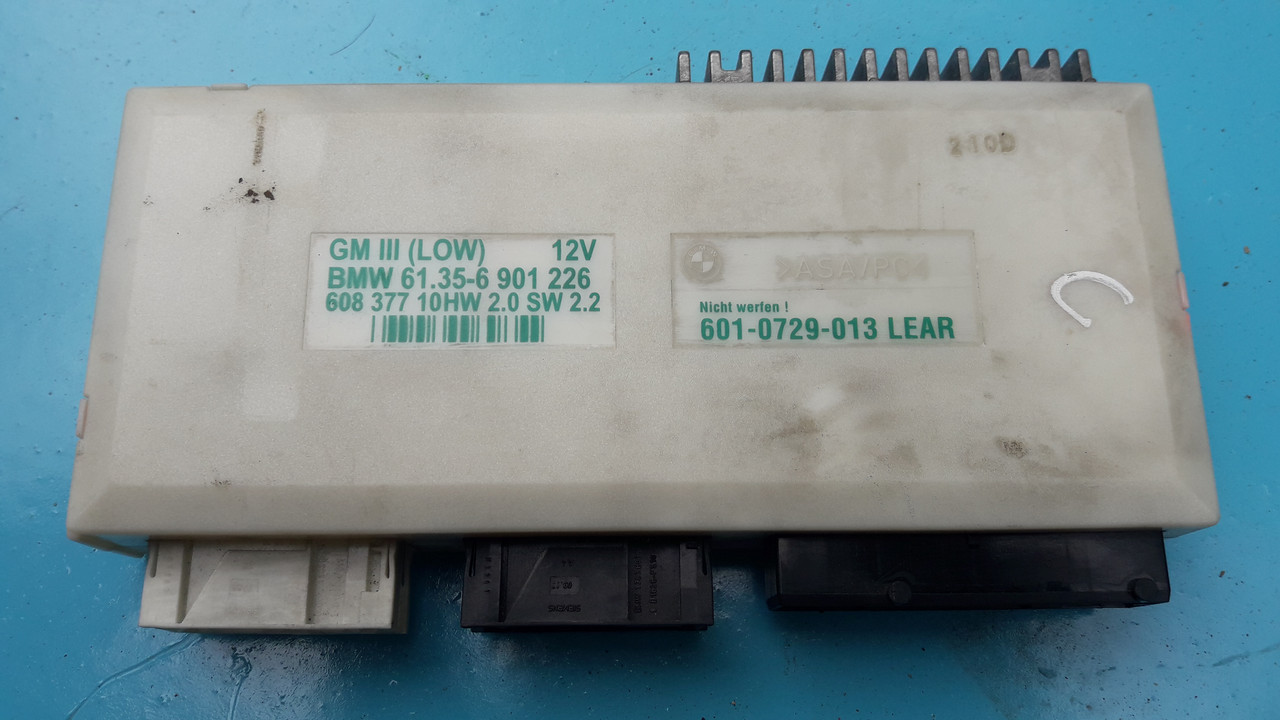 210D
GM III (LOW) 12V
BMW 61.35-6 901 226
608 377 10HW 2.0 SW 2.2
>ASA/PC<
Nicht werfen !
601-0729-013 LEAR
SIEMENS